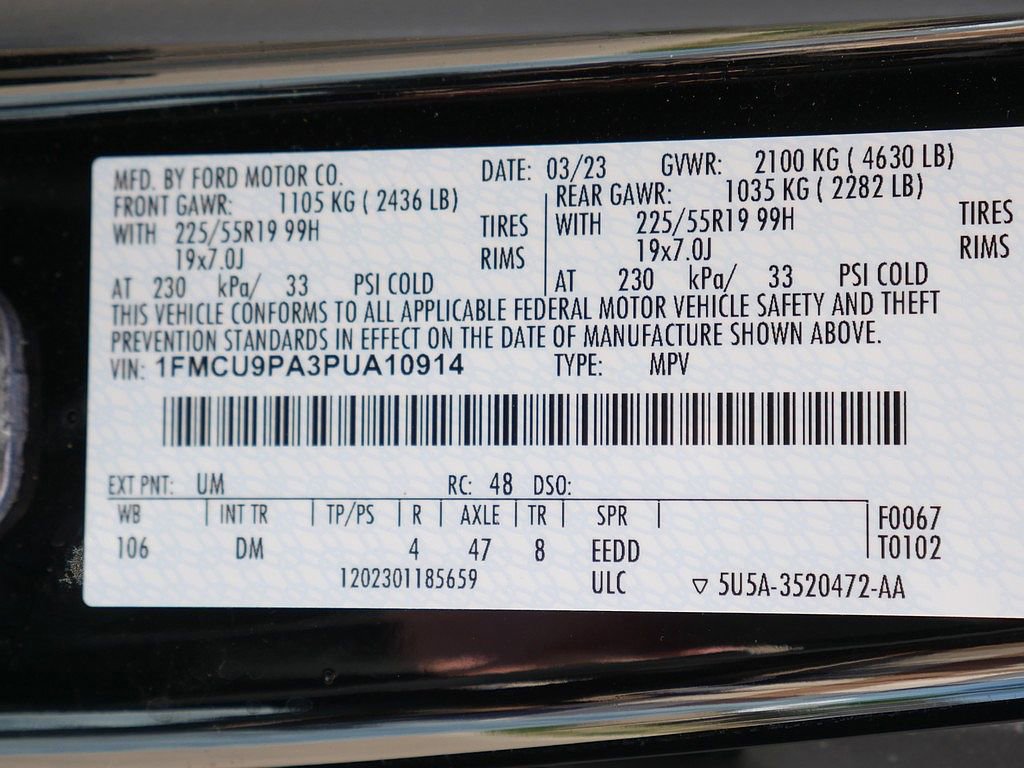 MFD. BY FORD MOTOR CO. DATE: 03/23 GVWR: 2100 KG ( 4630 LB)
FRONT GAWR: 1105 KG ( 2436 LB) REAR GAWR: 1035 KG ( 2282 LB)
WITH 225/55R19 99H TIRES WITH 225/55R19 99H TIRES
19x7.0J RIMS 19x7.0J RIMS
AT 230 kPa/ 33 PSI COLD AT 230 kPa/ 33 PSI COLD
THIS VEHICLE CONFORMS TO ALL APPLICABLE FEDERAL MOTOR VEHICLE SAFETY AND THEFT
PREVENTION STANDARDS IN EFFECT ON THE DATE OF MANUFACTURE SHOWN ABOVE.
VIN: 1FMCU9PA3PUA10914 TYPE: MPV
EXT PNT: UM RC: 48 DSO:
WB INT TR TP/PS R AXLE TR SPR F0067
106 DM 4 47 8 EEDD T0102
1202301185659 ULC ▽ 5U5A-3520472-AA